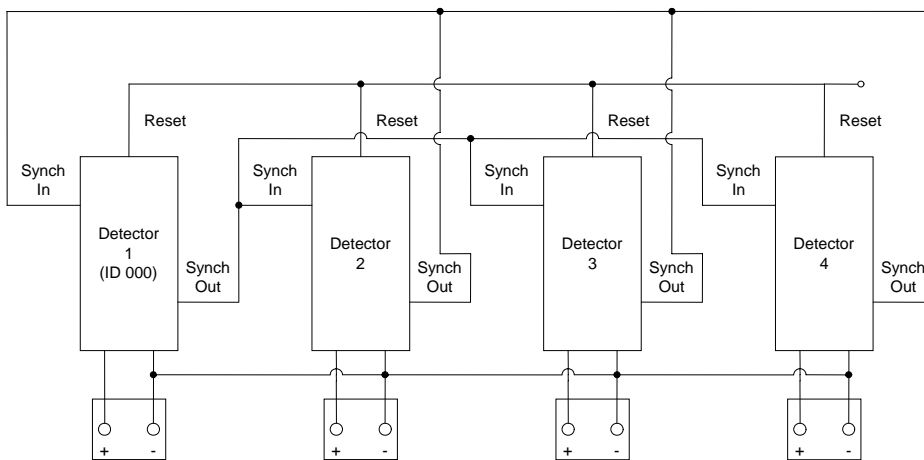 Reset
Reset
Reset
Reset
Synch
In
Synch
In
Synch
In
Synch
In
Detector
1
(ID 000)
Detector
2
Detector
3
Detector
4
Synch
Out
Synch
Out
Synch
Out
Synch
Out
+ -
+ -
+ -
+ -